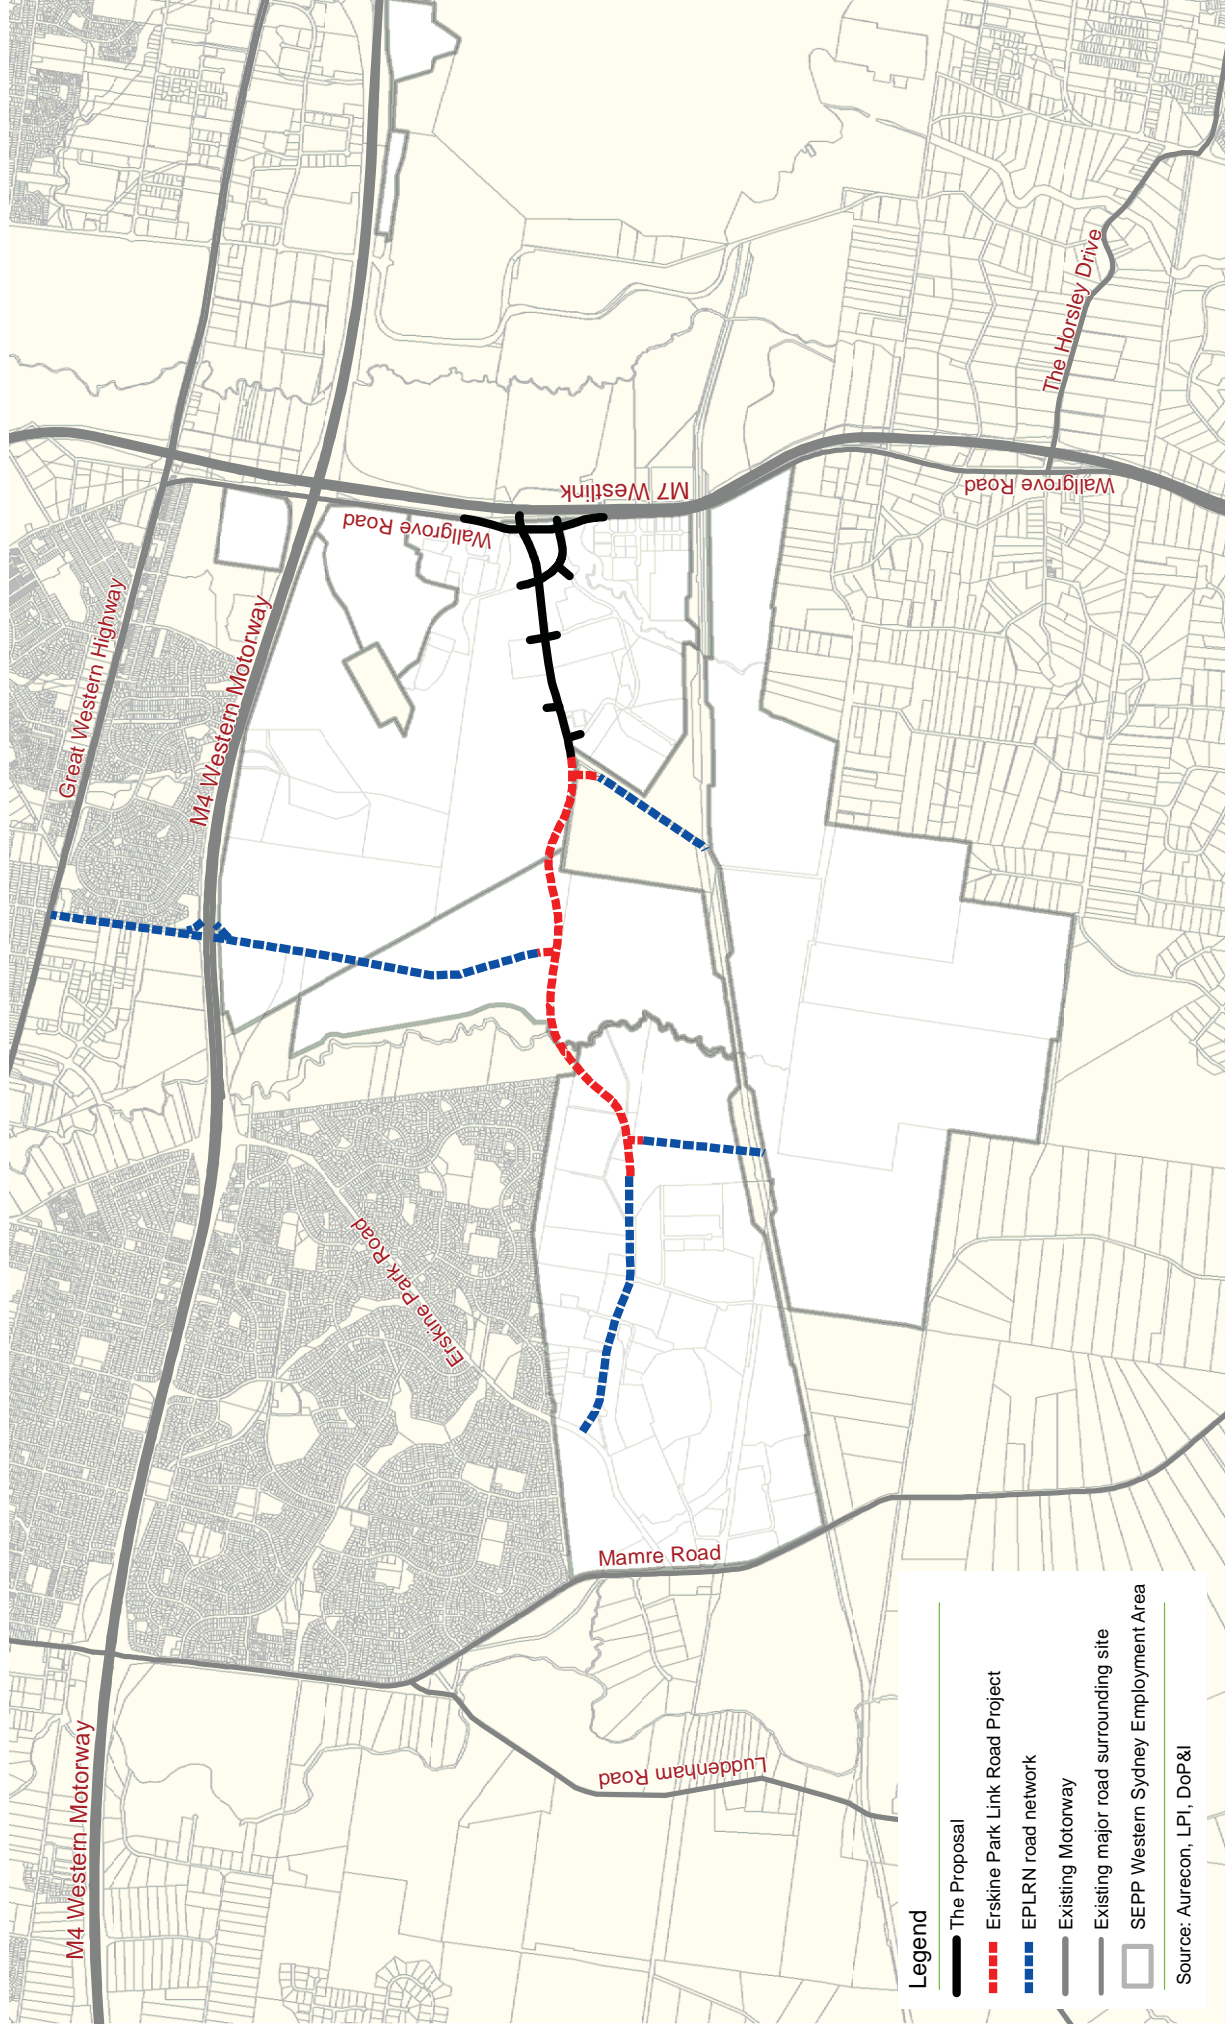 Great Western Highway
M4 Western Motorway
M4 Western Motorway
Erskine Park Road
Mamre Road
Luddenham Road
Wallgrove Road
M7 Westlink
Wallgrove Road
The Horsley Drive
Legend
The Proposal
Erskine Park Link Road Project
EPLRN road network
Existing Motorway
Existing major road surrounding site
SEPP Western Sydney Employment Area
Source: Aurecon, LPI, DoP&I